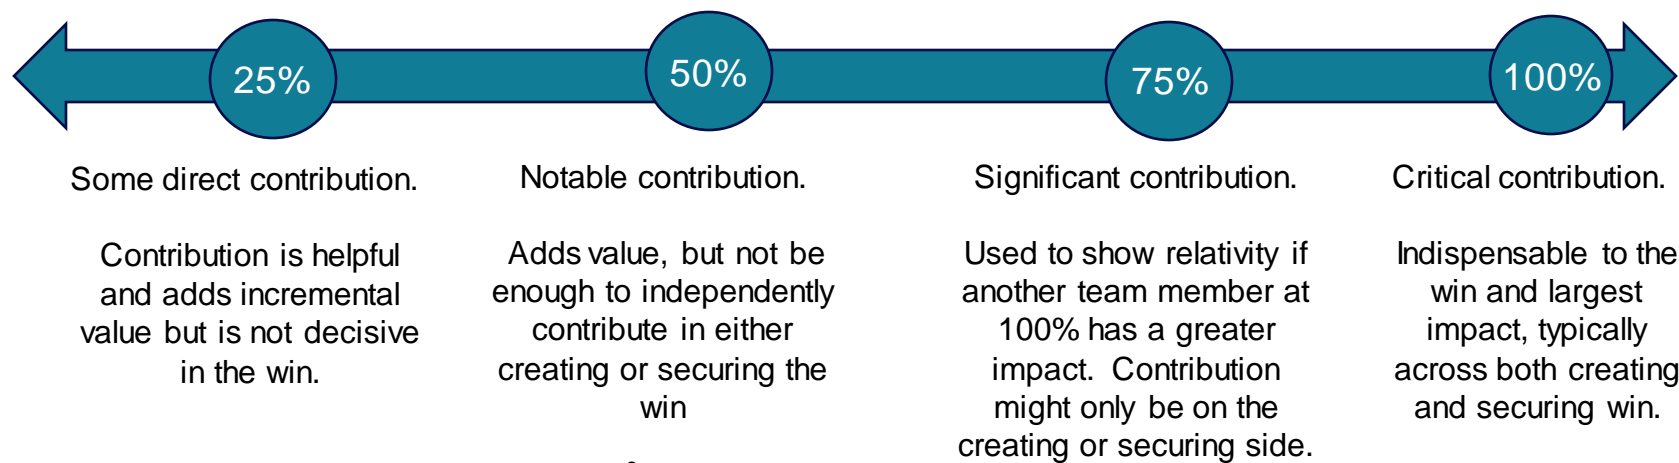 25%
50%
75%
100%
Some direct contribution.
Contribution is helpful
and adds incremental
value but is not decisive
in the win.
Notable contribution.
Adds value, but not be
enough to independently
contribute in either
creating or securing the
win
Significant contribution.
Used to show relativity if
another team member at
100% has a greater
impact. Contribution
might only be on the
creating or securing side.
Critical contribution.
Indispensable to the
win and largest
impact, typically
across both creating
and securing win.